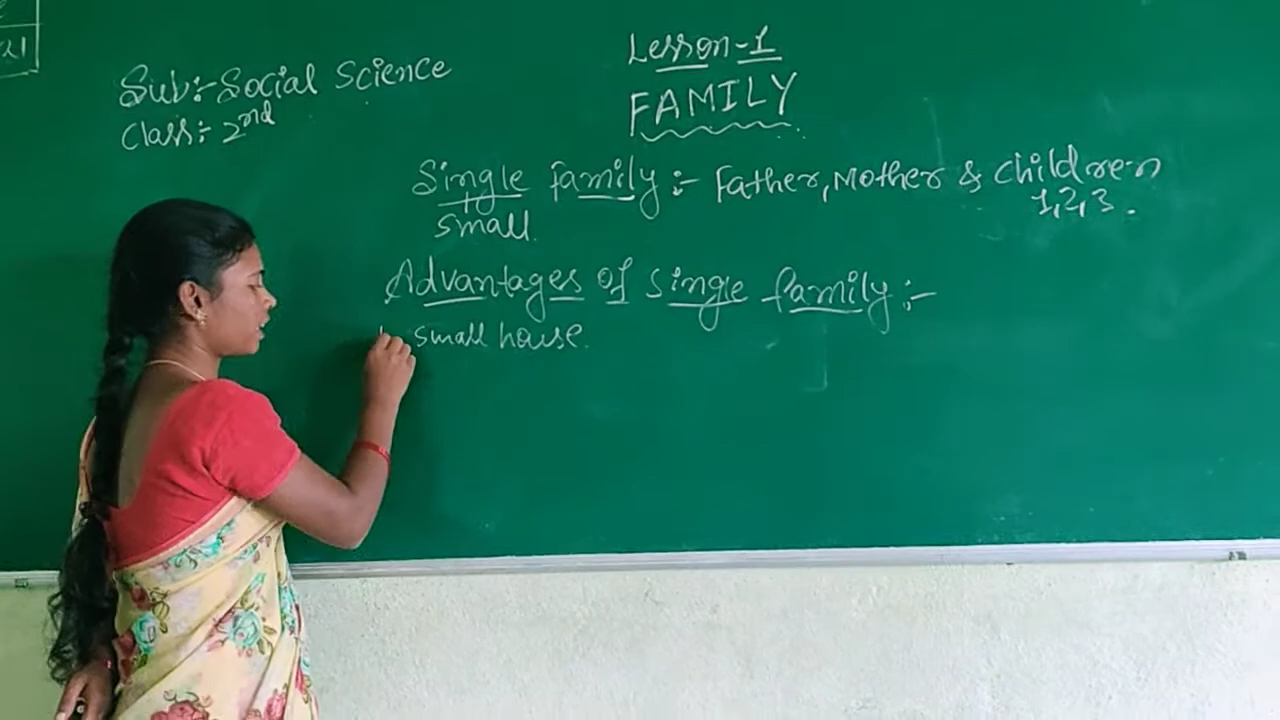 21
Sub:- Social Science
Class:- 2nd
Lesson-1
FAMILY
Single family :- Father, Mother & children
1,2,3.
small.
Advantages of single family :-
small house.